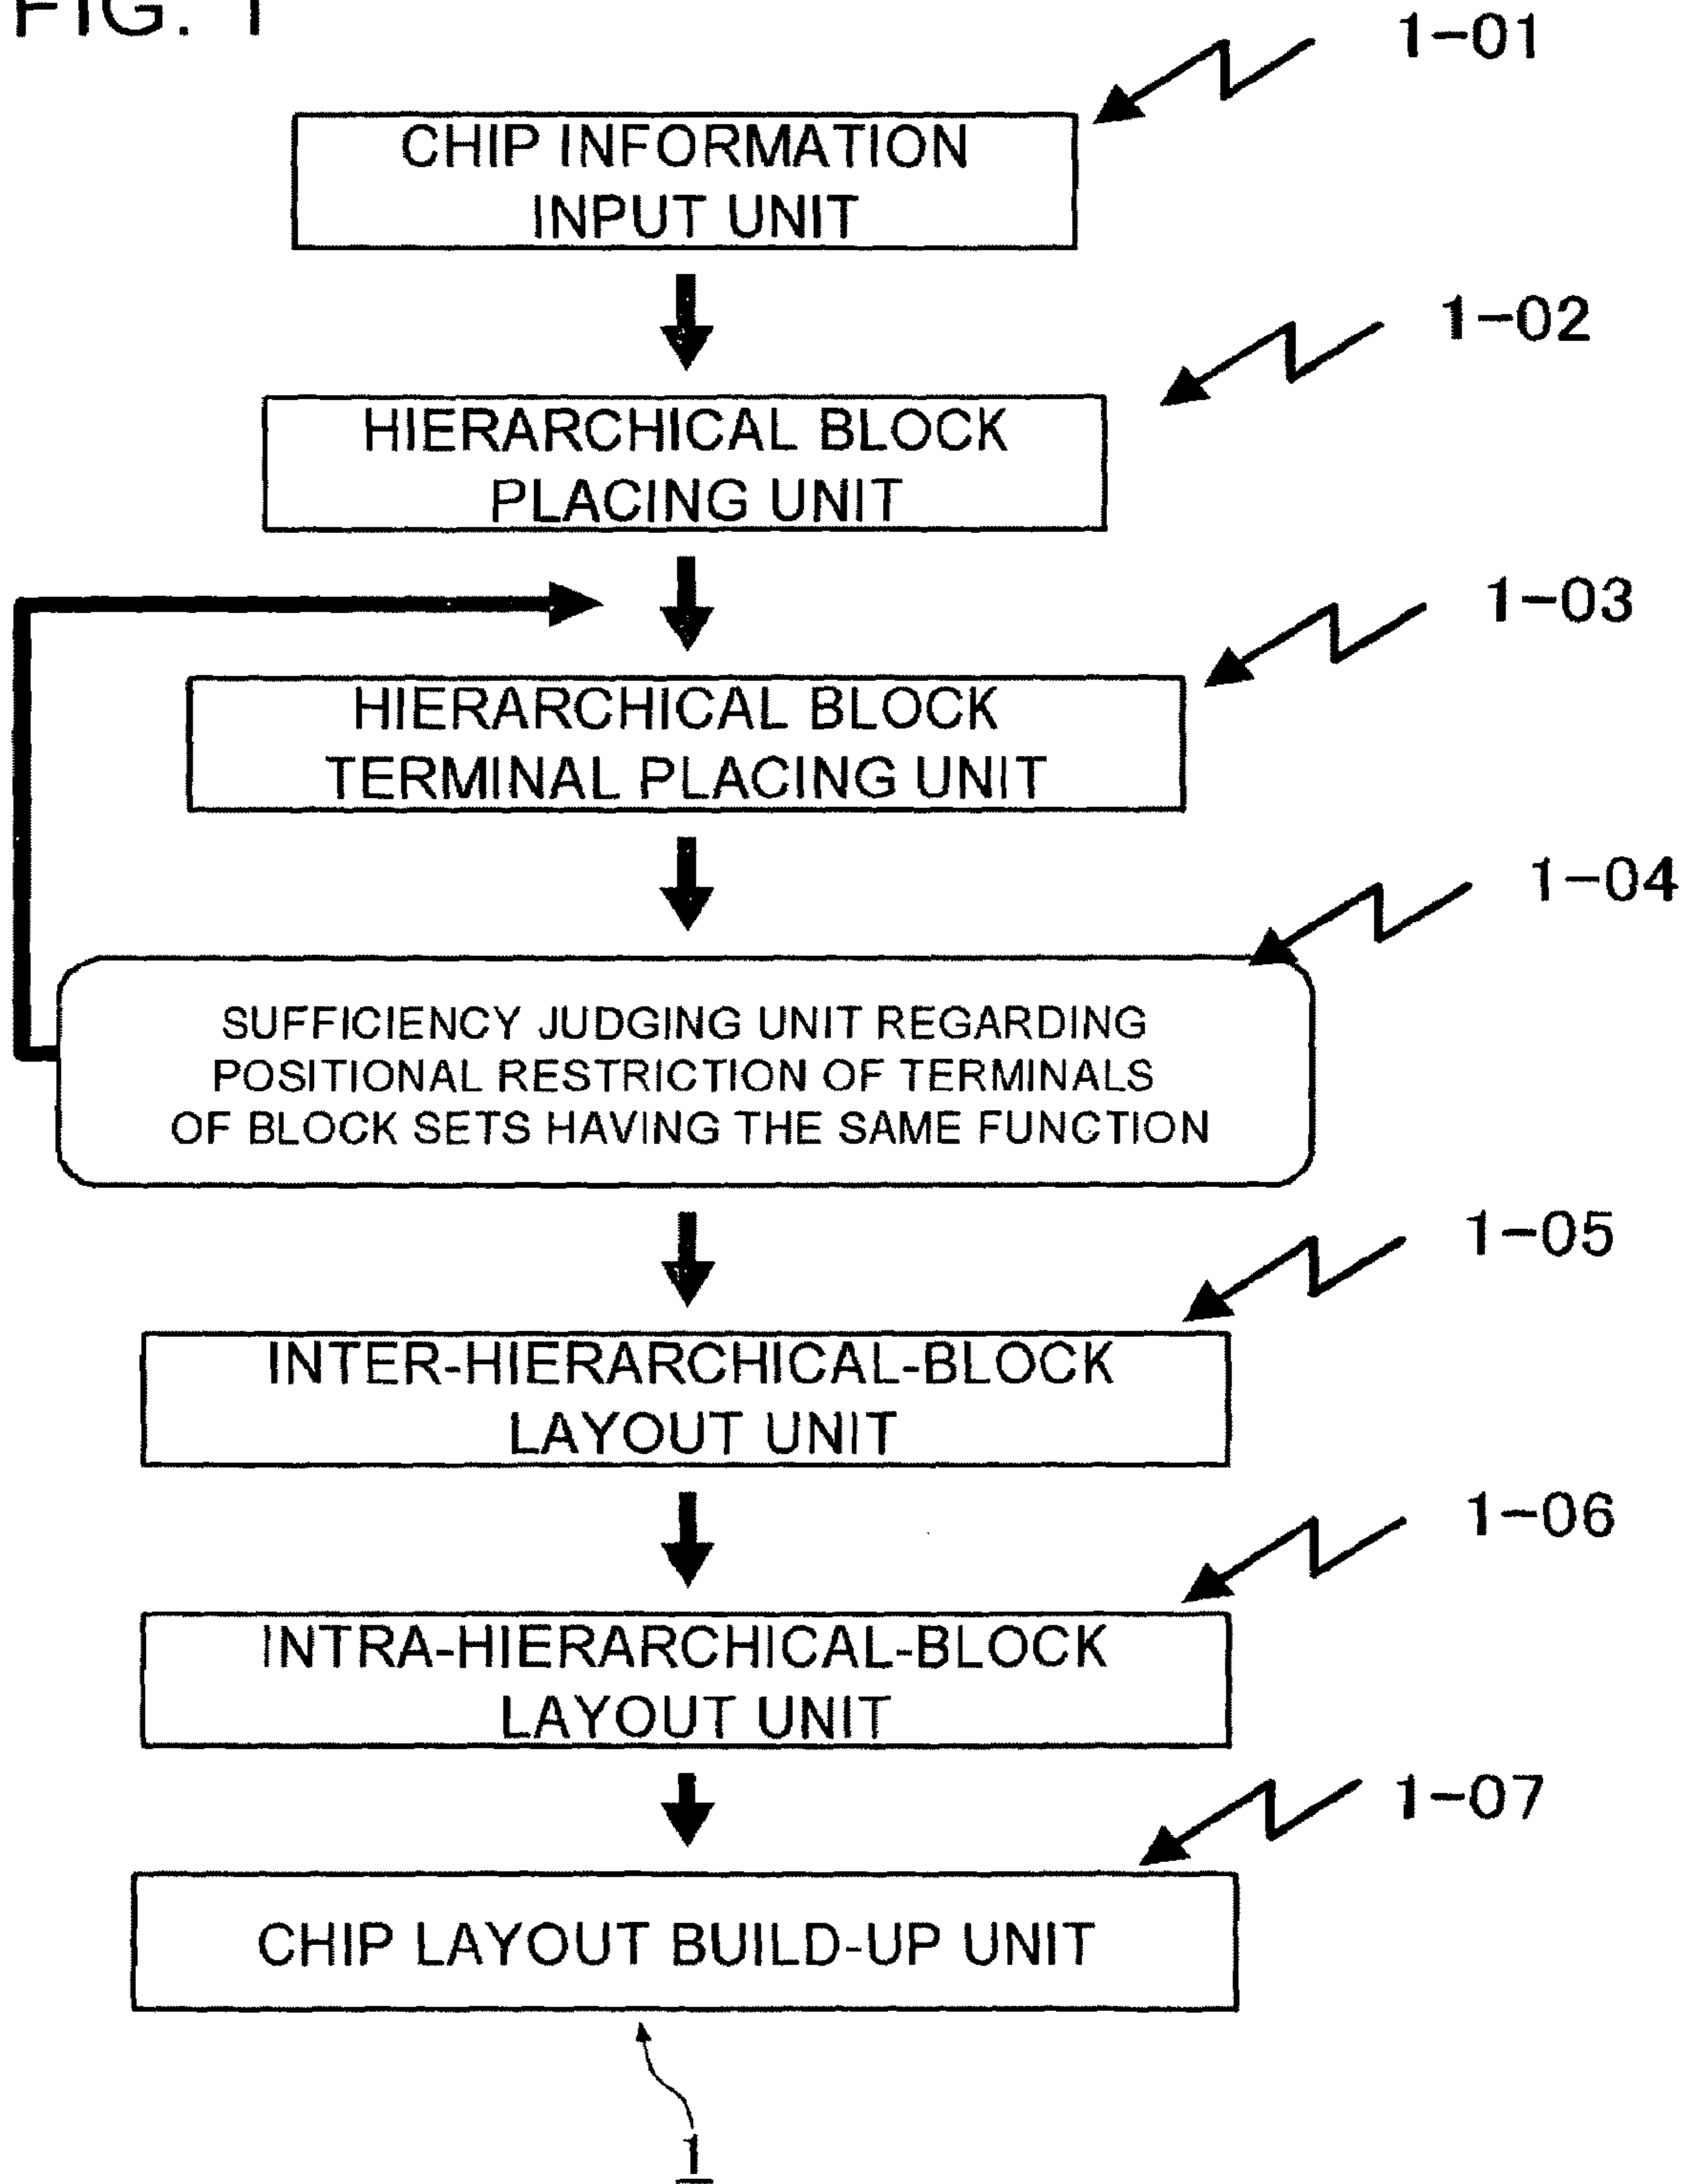 FIG. 1
1-01
CHIP INFORMATION
INPUT UNIT
1-02
HIERARCHICAL BLOCK
PLACING UNIT
1-03
HIERARCHICAL BLOCK
TERMINAL PLACING UNIT
1-04
SUFFICIENCY JUDGING UNIT REGARDING
POSITIONAL RESTRICTION OF TERMINALS
OF BLOCK SETS HAVING THE SAME FUNCTION
1-05
INTER-HIERARCHICAL-BLOCK
LAYOUT UNIT
1-06
INTRA-HIERARCHICAL-BLOCK
LAYOUT UNIT
1-07
CHIP LAYOUT BUILD-UP UNIT
1